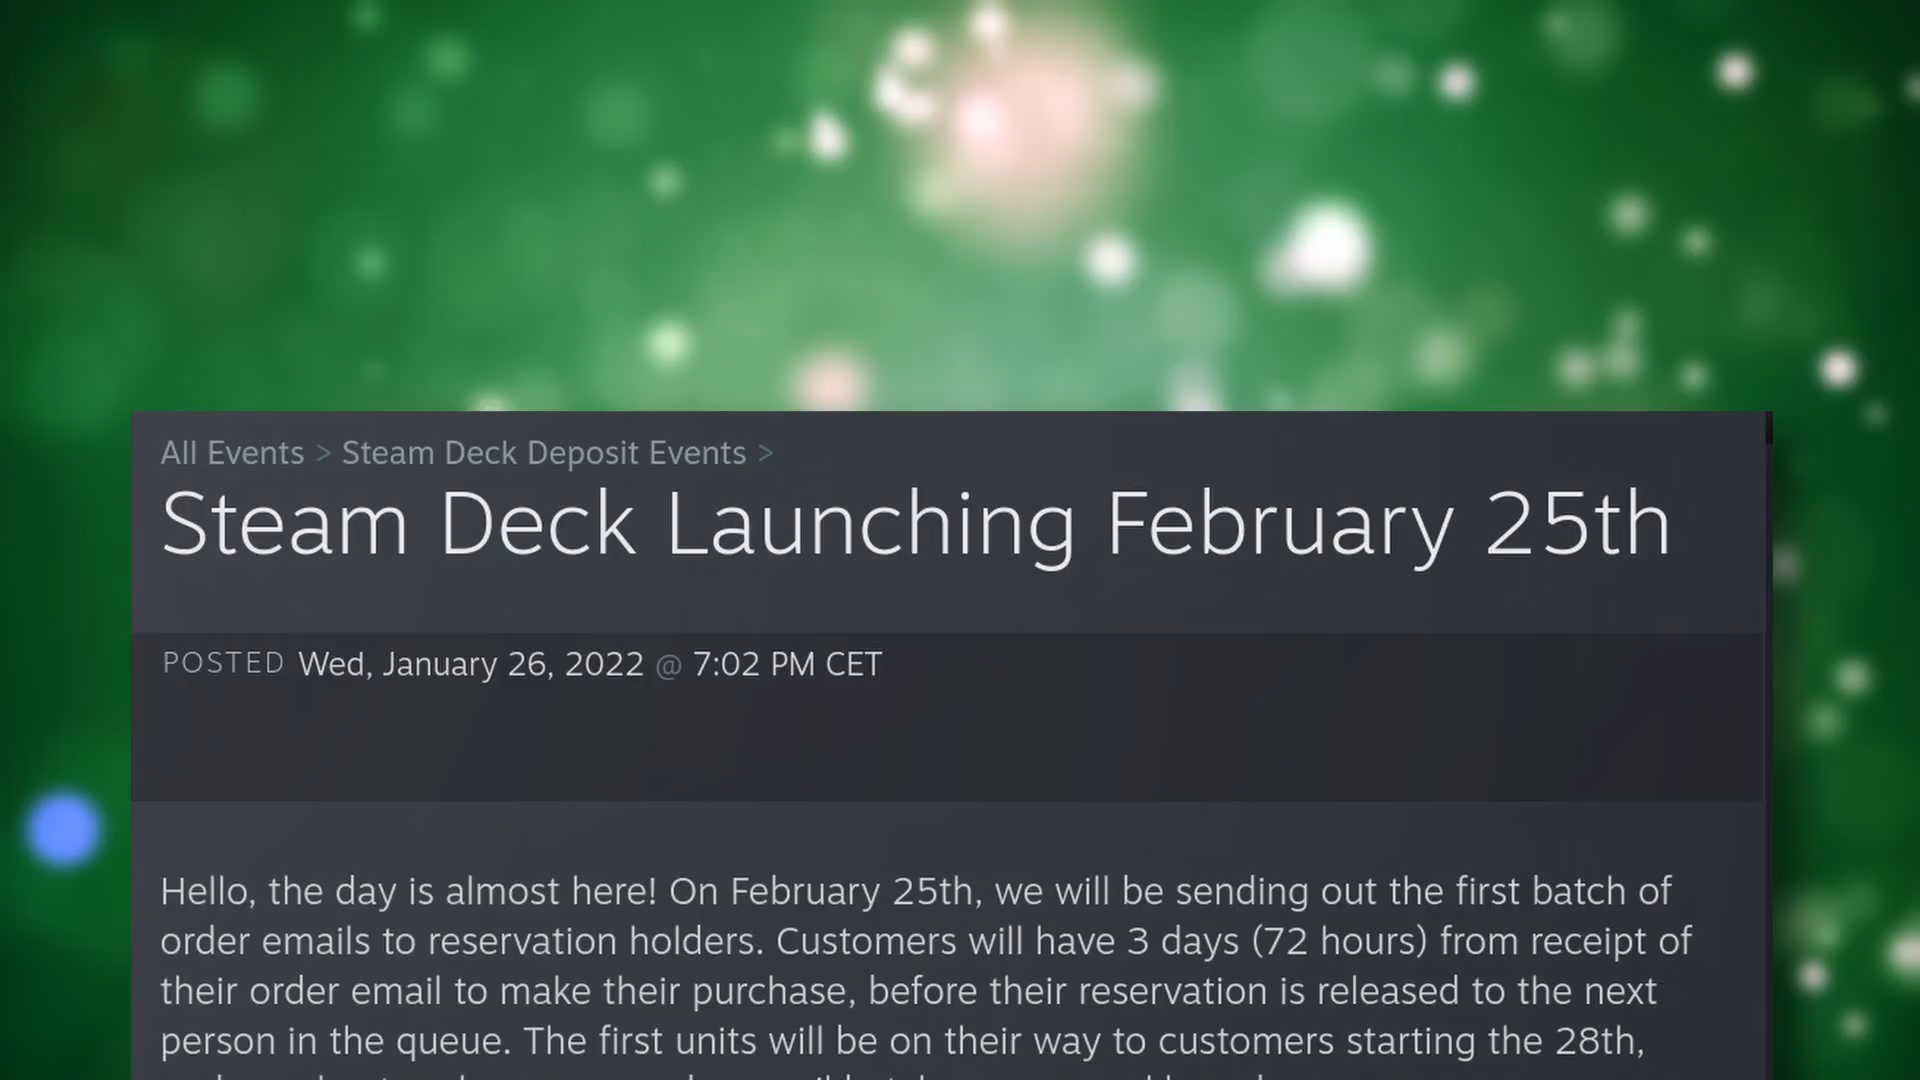 All Events > Steam Deck Deposit Events >
Steam Deck Launching February 25th
POSTED Wed, January 26, 2022 @ 7:02 PM CET
Hello, the day is almost here! On February 25th, we will be sending out the first batch of
order emails to reservation holders. Customers will have 3 days (72 hours) from receipt of
their order email to make their purchase, before their reservation is released to the next
person in the queue. The first units will be on their way to customers starting the 28th,